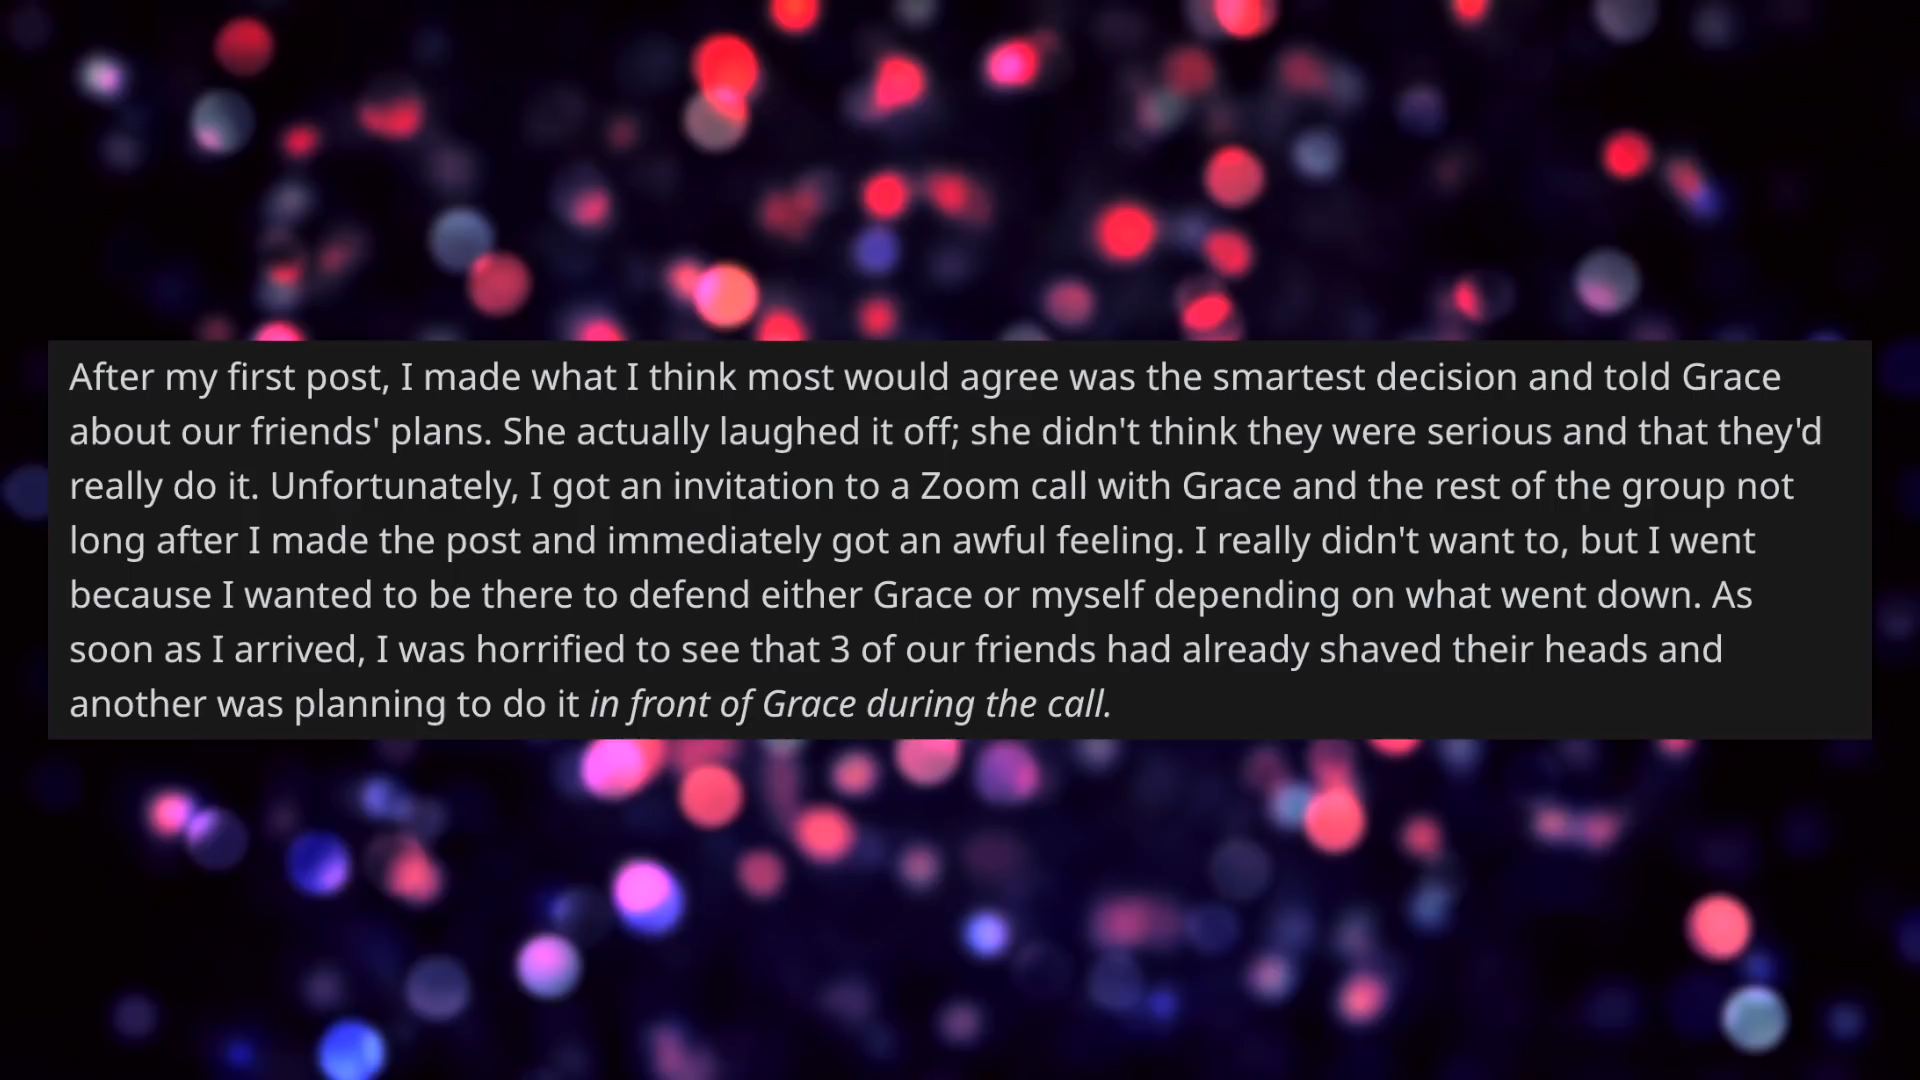 After my first post, I made what I think most would agree was the smartest decision and told Grace
about our friends' plans. She actually laughed it off; she didn't think they were serious and that they'd
really do it. Unfortunately, I got an invitation to a Zoom call with Grace and the rest of the group not
long after I made the post and immediately got an awful feeling. I really didn't want to, but I went
because I wanted to be there to defend either Grace or myself depending on what went down. As
soon as I arrived, I was horrified to see that 3 of our friends had already shaved their heads and
another was planning to do it in front of Grace during the call.